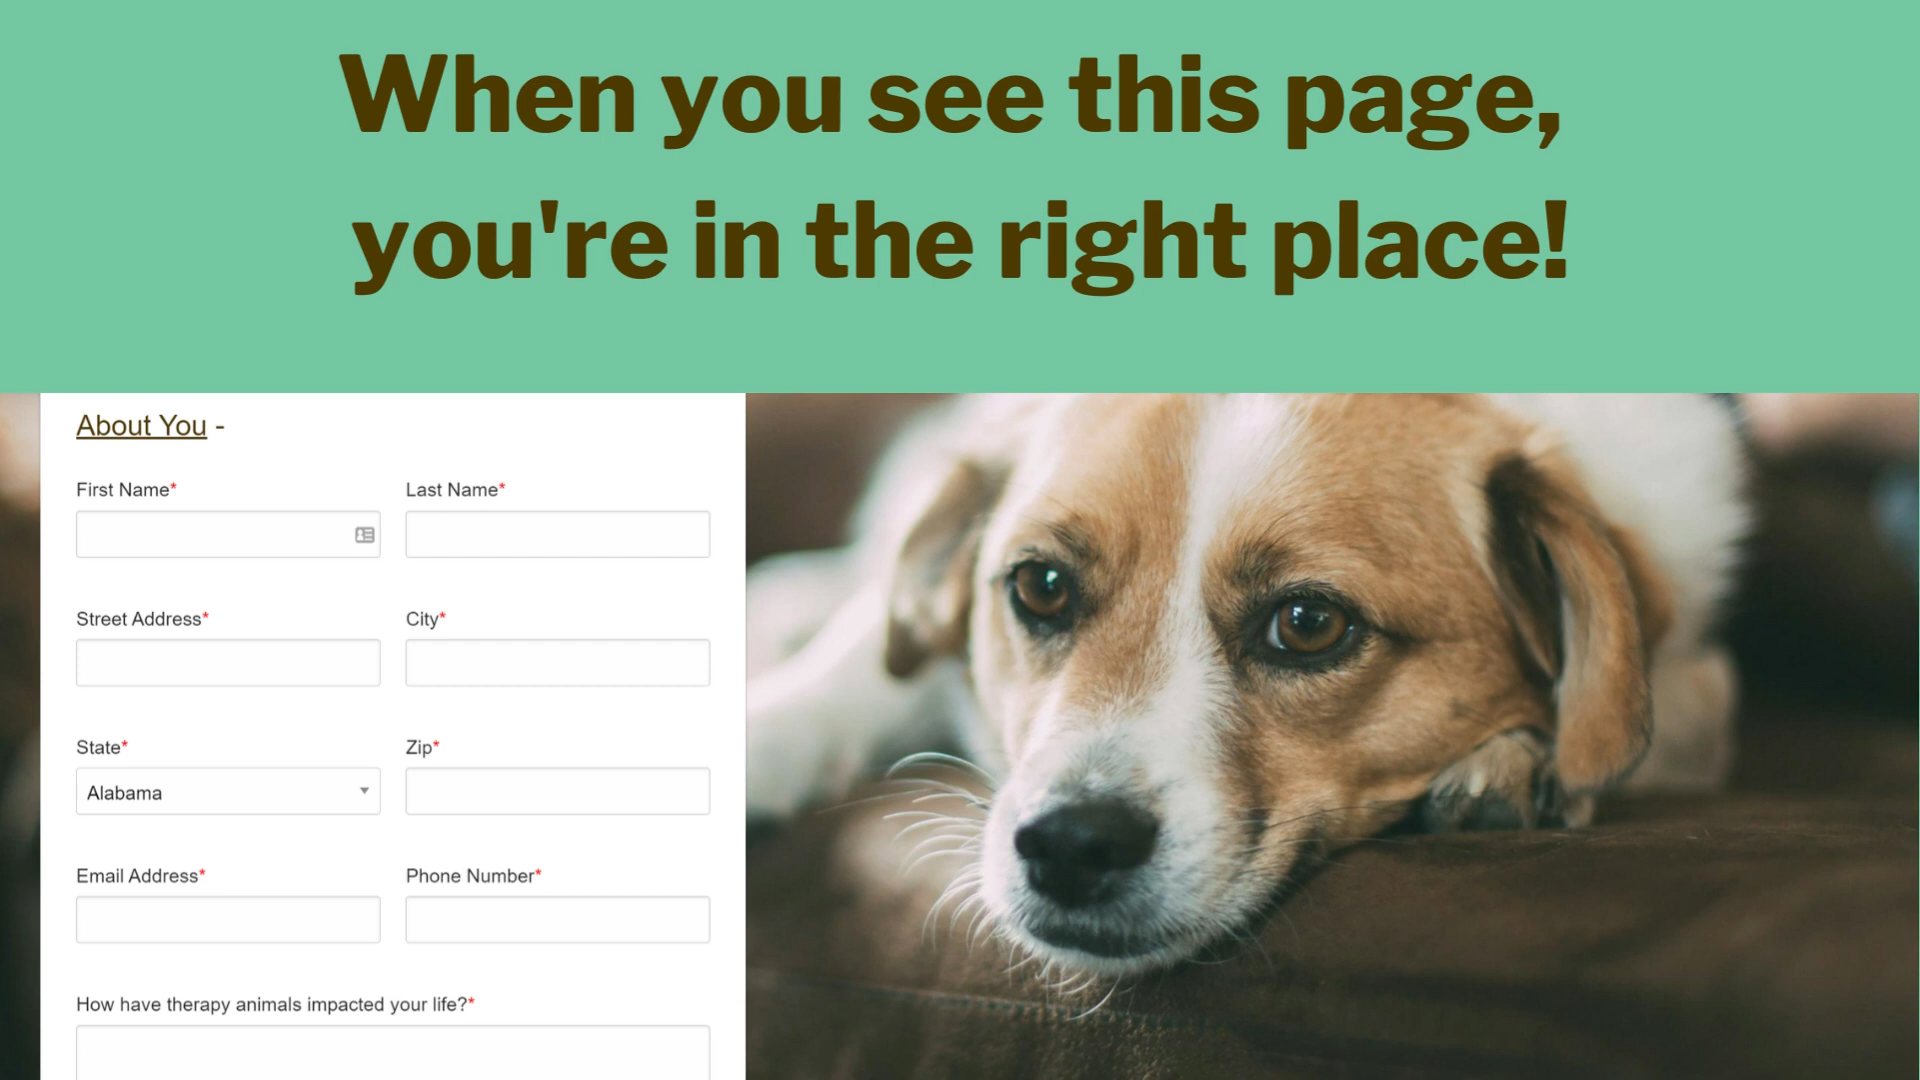 When you see this page,
you're in the right place!
About You -
First Name*
Last Name*
Street Address*
City*
State*
Zip*
Alabama
Email Address*
Phone Number*
How have therapy animals impacted your life?*